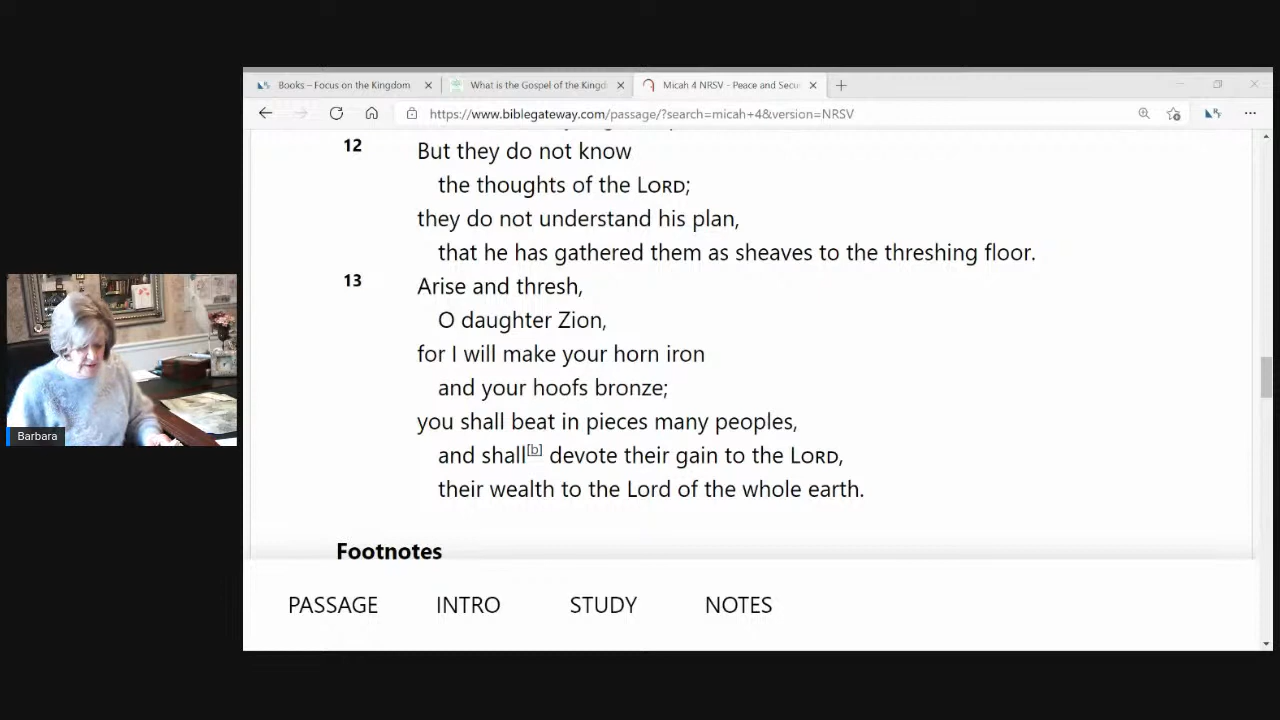 Books – Focus on the Kingdom
What is the Gospel of the Kingd
Micah 4 NRSV - Peace and Secu
https://www.biblegateway.com/passage/?search=micah+4&version=NRSV
12 But they do not know
the thoughts of the LORD;
they do not understand his plan,
that he has gathered them as sheaves to the threshing floor.
13 Arise and thresh,
O daughter Zion,
for I will make your horn iron
and your hoofs bronze;
you shall beat in pieces many peoples,
and shall[b] devote their gain to the LORD,
their wealth to the Lord of the whole earth.
Footnotes
PASSAGE INTRO STUDY NOTES
Barbara